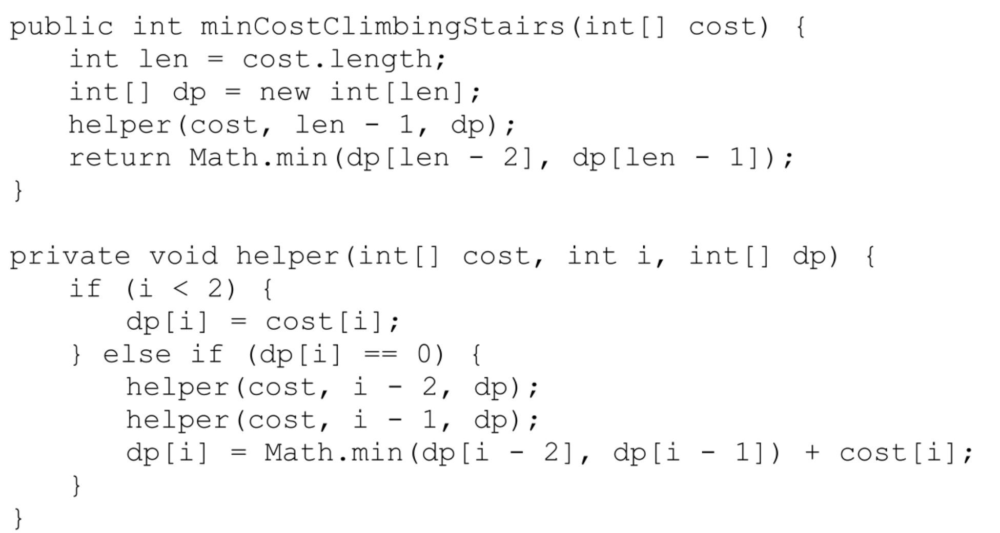 public int minCostClimbingStairs(int[] cost) {
    int len = cost.length;
    int[] dp = new int[len];
    helper(cost, len - 1, dp);
    return Math.min(dp[len - 2], dp[len - 1]);
}

private void helper(int[] cost, int i, int[] dp) {
    if (i < 2) {
        dp[i] = cost[i];
    } else if (dp[i] == 0) {
        helper(cost, i - 2, dp);
        helper(cost, i - 1, dp);
        dp[i] = Math.min(dp[i - 2], dp[i - 1]) + cost[i];
    }
}